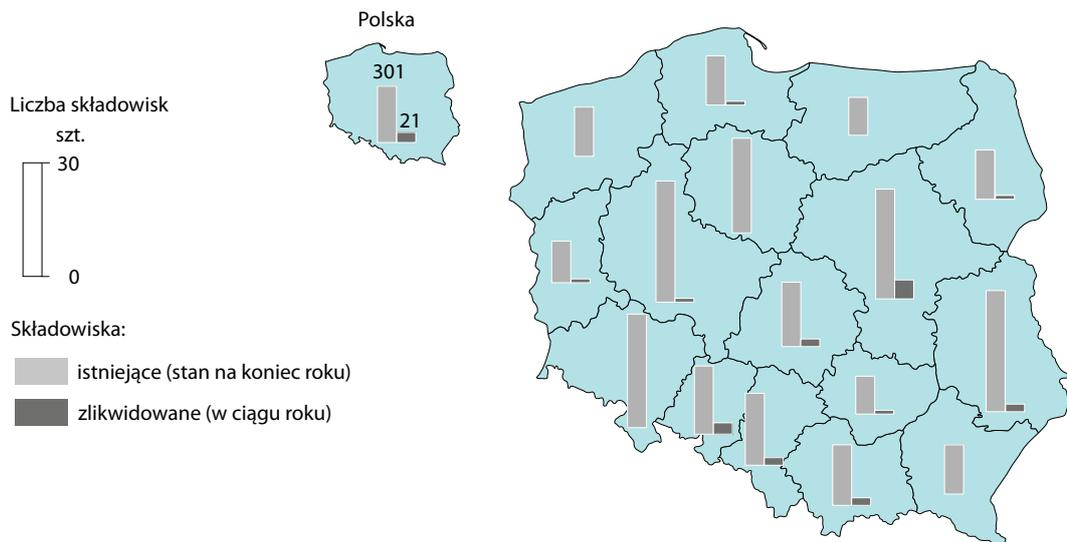 Polska
301
21
Liczba składowisk
szt.
30
0
Składowiska:
istniejące (stan na koniec roku)
zlikwidowane (w ciągu roku)